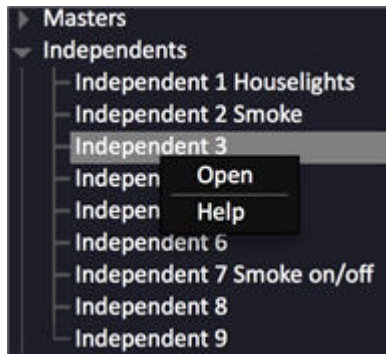 Masters
Independents
Independent 1 Houselights
Independent 2 Smoke
Independent 3
Open
Indepen
Help
Indepen
Independent 6
Independent 7 Smoke on/off
Independent 8
Independent 9